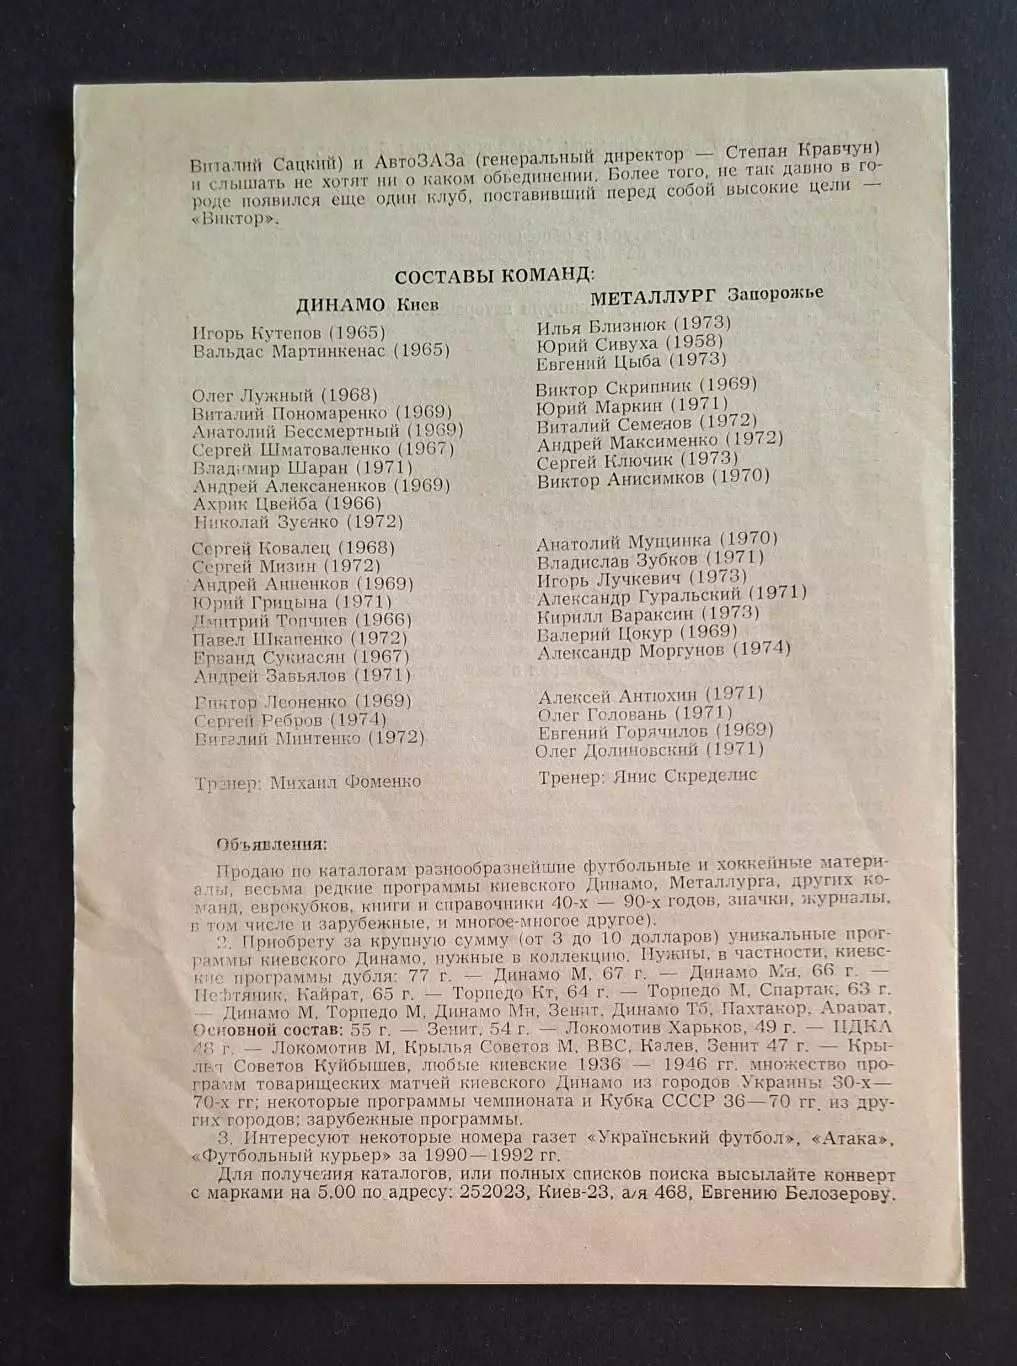 Виталий Сацкий) и АвтоЗАЗа (генеральный директор — Степан Кравчун)
и слышать не хотят ни о каком объединении. Более того, не так давно в го-
роде появился еще один клуб, поставивший перед собой высокие цели —
«Виктор».
СОСТАВЫ КОМАНД:
ДИНАМО Киев
Игорь Кутепов (1965)
Вальдас Мартинкенас (1965)
Олег Лужный (1968)
Виталий Пономаренко (1969)
Анатолий Бессмертный (1969)
Сергей Шматоваленко (1967)
Владимир Шаран (1971)
Андрей Алексаненков (1969)
Ахрик Цвейба (1966)
Николай Зуенко (1972)
Сергей Ковалец (1968)
Сергей Мизин (1972)
Андрей Анненков (1969)
Юрий Грицына (1971)
Дмитрий Топчиев (1966)
Павел Шкапенко (1972)
Ерванд Сукиасян (1967)
Андрей Завьялов (1971)
Виктор Леоненко (1969)
Сергей Ребров (1974)
Виталий Минтенко (1972)
Тренер: Михаил Фоменко
МЕТАЛЛУРГ Запорожье
Илья Близнюк (1973)
Юрий Сивуха (1958)
Евгений Цыба (1973)
Виктор Скрипник (1969)
Юрий Маркин (1971)
Виталий Семенов (1972)
Андрей Максименко (1972)
Сергей Ключик (1973)
Виктор Анисимков (1970)
Анатолий Мущинка (1970)
Владислав Зубков (1971)
Игорь Лучкевич (1973)
Александр Гуральский (1971)
Кирилл Вараксин (1973)
Валерий Цокур (1969)
Александр Моргунов (1974)
Алексей Антюхин (1971)
Олег Головань (1971)
Евгений Горячилов (1969)
Олег Долиновский (1971)
Тренер: Янис Скределис
Объявления:
Продаю по каталогам разнообразнейшие футбольные и хоккейные матери-
алы, весьма редкие программы киевского Динамо, Металлурга, других ко-
манд, еврокубков, книги и справочники 40-х — 90-х годов, значки, журналы,
в том числе и зарубежные, и многое-многое другое).
2. Приобрету за крупную сумму (от 3 до 10 долларов) уникальные прог-
раммы киевского Динамо, нужные в коллекцию. Нужны, в частности, киевс-
кие программы дубля: 77 г. — Динамо М, 67 г. — Динамо Мн, 66 г. —
Нефтяник, Кайрат, 65 г. — Торпедо Кт, 64 г. — Торпедо М, Спартак, 63 г.
— Динамо М, Торпедо М, Динамо Мн, Зенит, Динамо Тб, Пахтакор, Арарат.
Основной состав: 55 г. — Зенит, 54 г. — Локомотив Харьков, 49 г. — ЦДКА
48 г. — Локомотив М, Крылья Советов М, ВВС, Калев, Зенит 47 г. — Кры-
лья Советов Куйбышев, любые киевские 1936 — 1946 гг. множество про-
грамм товарищеских матчей киевского Динамо из городов Украины 30-х—
70-х гг; некоторые программы чемпионата и Кубка СССР 36—70 гг. из дру-
гих городов; зарубежные программы.
3. Интересуют некоторые номера газет «Український футбол», «Атака»,
«Футбольный курьер» за 1990—1992 гг.
Для получения каталогов, или полных списков поиска высылайте конверт
с марками на 5.00 по адресу: 252023, Киев-23, а/я 468, Евгению Белозерову.